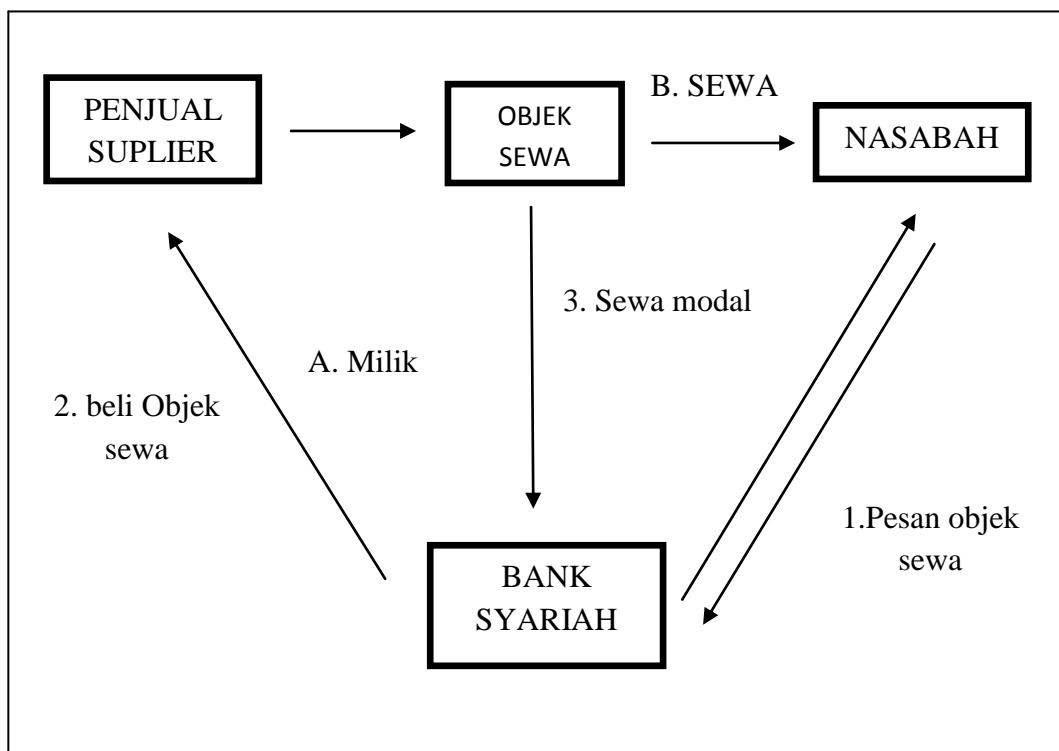 PENJUAL
SUPLIER
OBJEK
SEWA
B. SEWA
NASABAH
3. Sewa modal
A. Milik
2. beli Objek
sewa
1.Pesan objek
sewa
BANK
SYARIAH